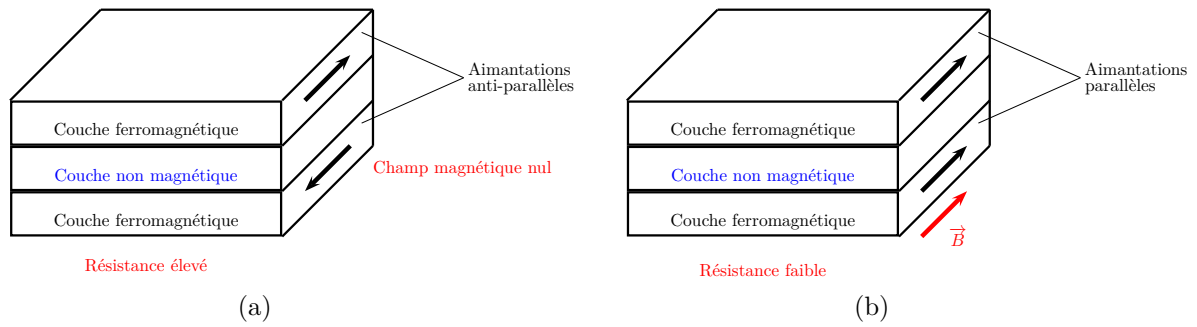 Aimantations
anti-parallèles
Couche ferromagnétique
Couche non magnétique
Champ magnétique nul
Couche ferromagnétique
Résistance élevé
(a)
Aimantations
parallèles
Couche ferromagnétique
Couche non magnétique
Couche ferromagnétique
B
Résistance faible
(b)